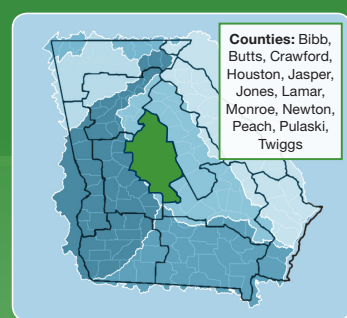 Counties: Bibb,
Butts, Crawford,
Houston, Jasper,
Jones, Lamar,
Monroe, Newton,
Peach, Pulaski,
Twiggs